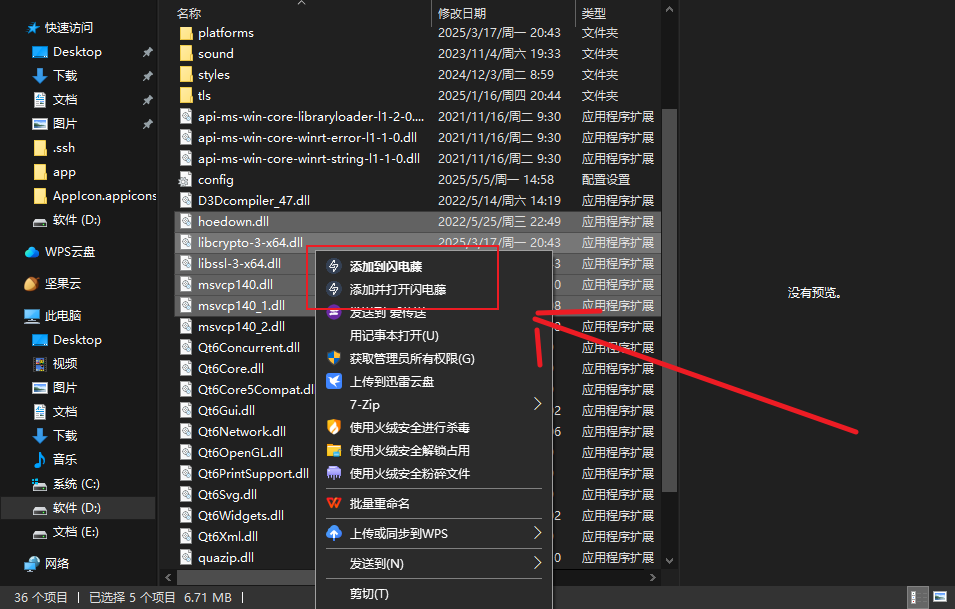 快速访问
Desktop
下载
文档
图片
.ssh
app
AppIcon.appicons
软件 (D:)
WPS云盘
坚果云
此电脑
Desktop
视频
图片
文档
下载
音乐
系统 (C:)
软件 (D:)
文档 (E:)
网络
名称 修改日期 类型
platforms 2025/3/17/周一 20:43 文件夹
sound 2023/11/4/周六 19:33 文件夹
styles 2024/12/3/周二 8:59 文件夹
tls 2025/1/16/周四 20:44 文件夹
api-ms-win-core-libraryloader-l1-2-0.... 2021/11/16/周二 9:30 应用程序扩展
api-ms-win-core-winrt-error-l1-1-0.dll 2021/11/16/周二 9:30 应用程序扩展
api-ms-win-core-winrt-string-l1-1-0.dll 2021/11/16/周二 9:30 应用程序扩展
config 2025/5/5/周一 14:58 配置设置
D3Dcompiler_47.dll 2022/5/14/周六 14:19 应用程序扩展
hoedown.dll 2022/5/25/周三 22:49 应用程序扩展
libcrypto-3-x64.dll 2025/3/17/周一 20:43 应用程序扩展
libssl-3-x64.dll 3 应用程序扩展
msvcp140.dll 0 应用程序扩展
msvcp140_1.dll 8 应用程序扩展
msvcp140_2.dll 应用程序扩展
Qt6Concurrent.dll 应用程序扩展
Qt6Core.dll 应用程序扩展
Qt6Core5Compat.dll 应用程序扩展
Qt6Gui.dll 2 应用程序扩展
Qt6Network.dll 6 应用程序扩展
Qt6OpenGL.dll 应用程序扩展
Qt6PrintSupport.dll 应用程序扩展
Qt6Svg.dll 应用程序扩展
Qt6Widgets.dll 2 应用程序扩展
Qt6Xml.dll 应用程序扩展
quazip.dll 0 应用程序扩展
添加到闪电藤
添加并打开闪电藤
发送到 爱传送
用记事本打开(U)
获取管理员所有权限(G)
上传到迅雷云盘
7-Zip
使用火绒安全进行杀毒
使用火绒安全解锁占用
使用火绒安全粉碎文件
批量重命名
上传或同步到WPS
发送到(N)
剪切(T)
没有预览。
36 个项目 已选择 5 个项目 6.71 MB